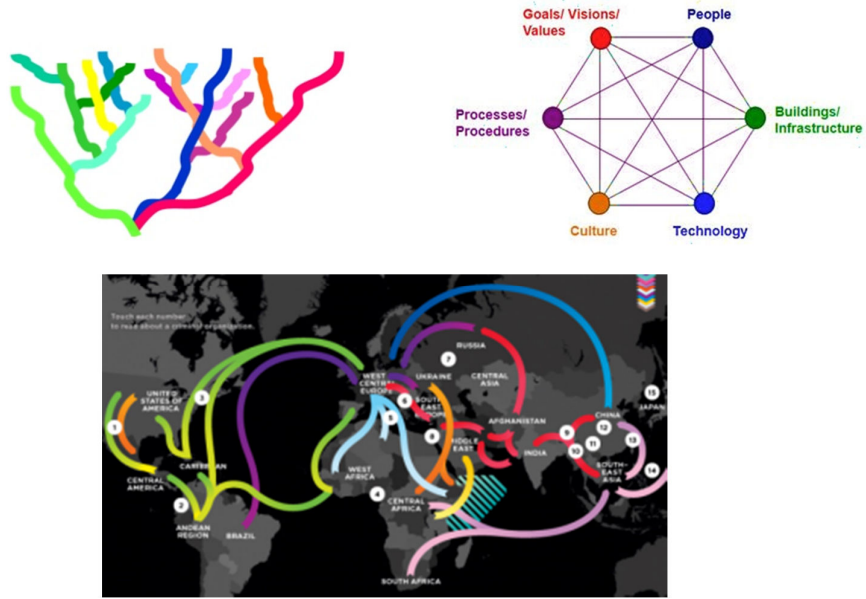 Goals/ Visions/
Values
People
Processes/
Procedures
Buildings/
Infrastructure
Culture
Technology
Touch each number
to read about a criminal organization.
RUSSIA
7
WEST
CENTRAL
EUROPE
UKRAINE
CENTRAL
ASIA
UNITED
STATES OF
AMERICA
3
15
JAPAN
1
6
SOUTH
EAST
EUROPE
5
AFGHANISTAN
CHINA
12
9
8
MIDDLE
EAST
11
13
10
INDIA
CARIBBEAN
WEST
AFRICA
SOUTH-
EAST
ASIA
14
CENTRAL
AMERICA
4
2
CENTRAL
AFRICA
ANDEAN
REGION
BRAZIL
SOUTH AFRICA